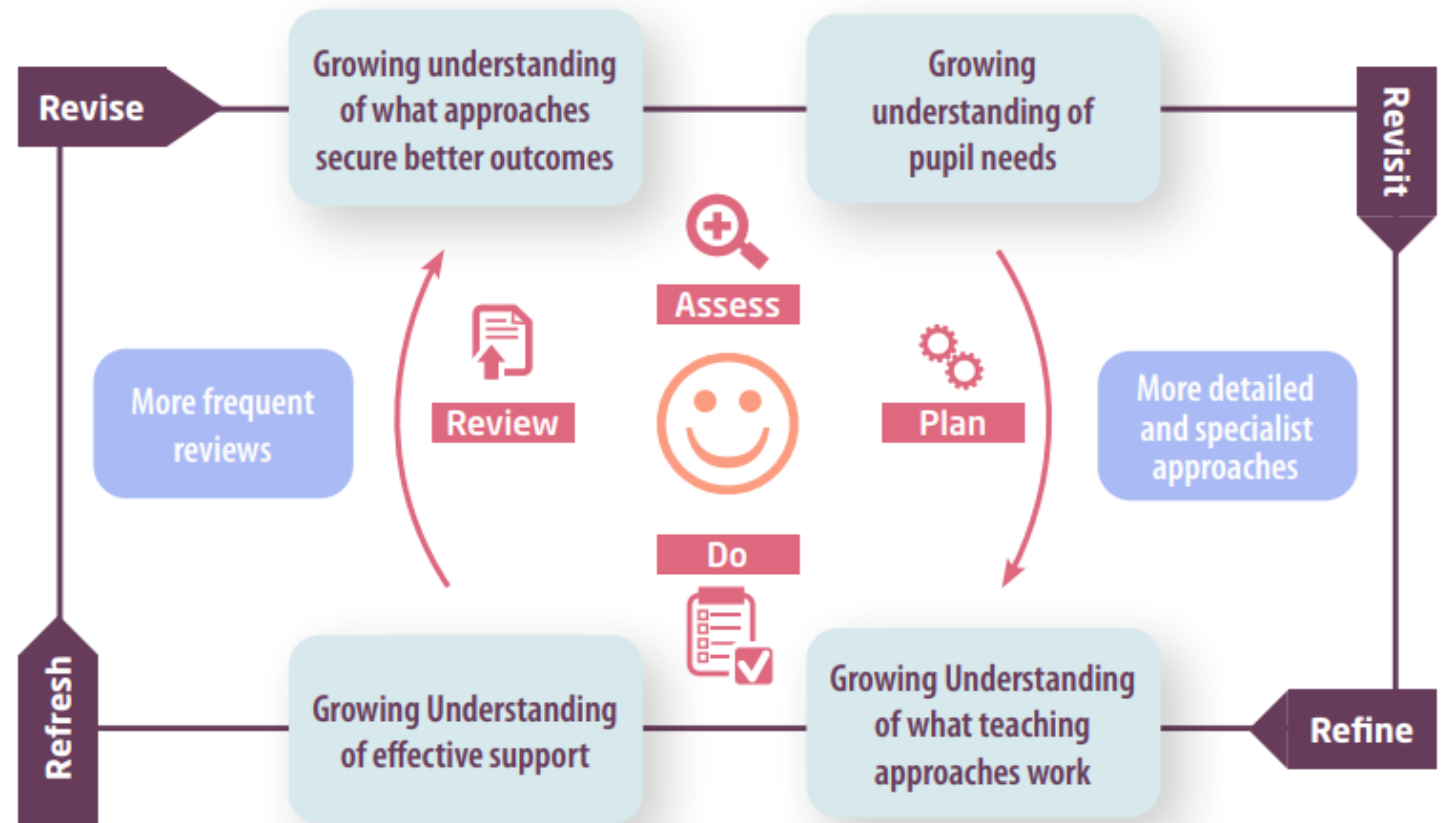 Revise
Growing understanding
of what approaches
secure better outcomes
Growing
understanding of
pupil needs
Revisit
Assess
More frequent
reviews
Review
Plan
More detailed
and specialist
approaches
Do
Refresh
Growing Understanding
of effective support
Growing Understanding
of what teaching
approaches work
Refine